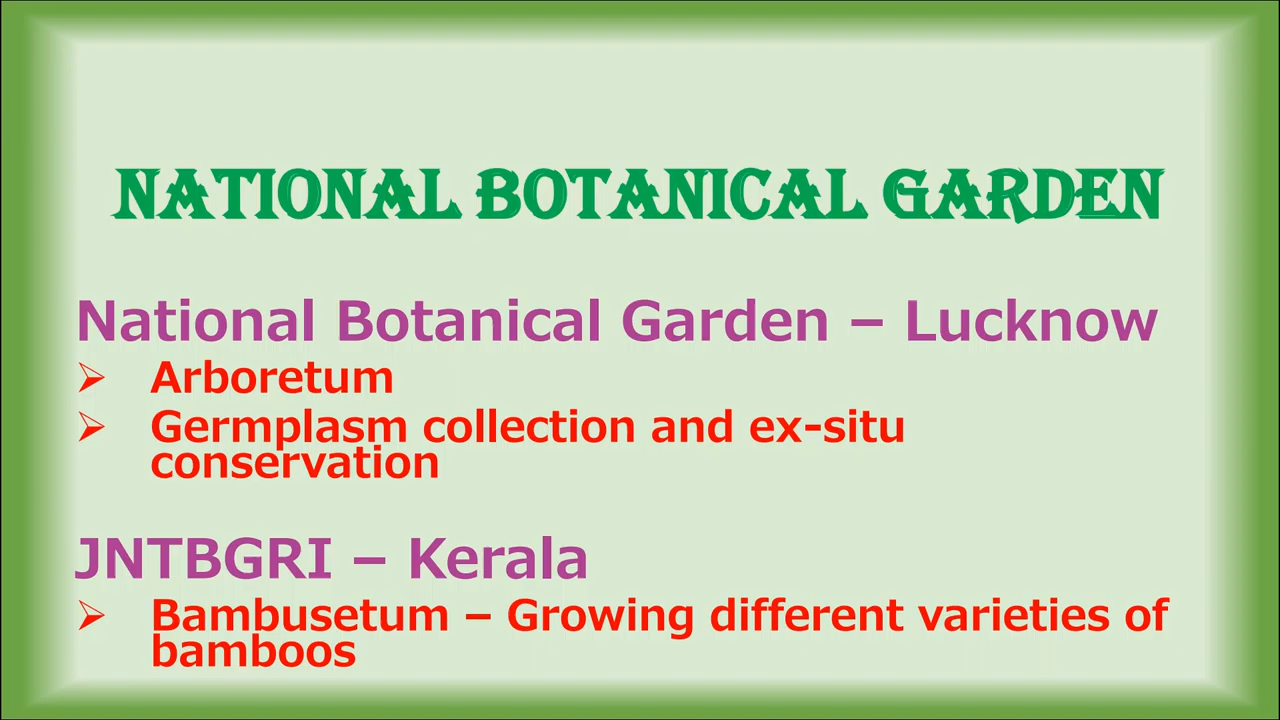 NATIONAL BOTANICAL GARDEN
National Botanical Garden – Lucknow
➢ Arboretum
➢ Germplasm collection and ex-situ
conservation
JNTBGRI – Kerala
➢ Bambusetum – Growing different varieties of
bamboos